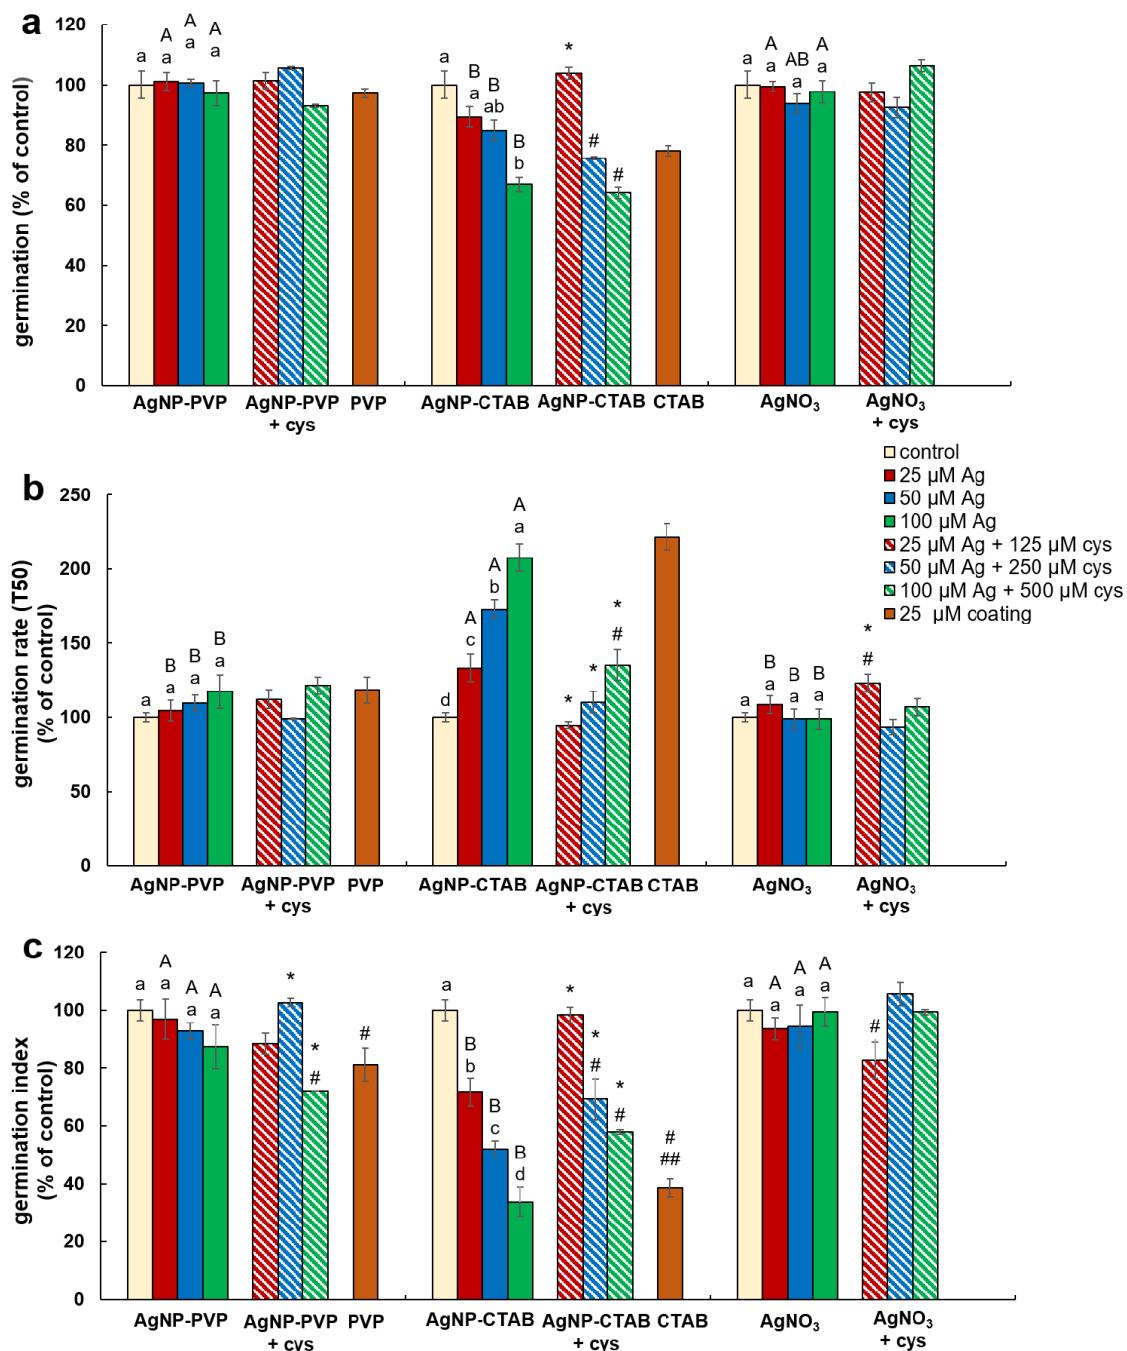 a
120
100
80
60
40
20
0
germination (% of control)
a
A
a
A
a
A
a
a
B
a
B
ab
B
b
*
#
#
a
A
a
AB
a
A
a
AgNP-PVP
AgNP-PVP
+ cys
PVP
AgNP-CTAB
AgNP-CTAB
+ cys
CTAB
AgNO₃
AgNO₃
+ cys
control
25 µM Ag
50 µM Ag
100 µM Ag
25 µM Ag + 125 µM cys
50 µM Ag + 250 µM cys
100 µM Ag + 500 µM cys
25 µM coating
b
250
200
150
100
50
0
germination rate (T50)
(% of control)
a
B
a
B
a
B
a
d
A
c
A
b
A
a
*
*
*
#
a
B
a
B
a
B
a
*
#
AgNP-PVP
AgNP-PVP
+ cys
PVP
AgNP-CTAB
AgNP-CTAB
+ cys
CTAB
AgNO₃
AgNO₃
+ cys
c
120
100
80
60
40
20
0
germination index
(% of control)
a
A
a
A
a
A
a
*
*
#
#
a
B
b
B
c
B
d
*
*
#
*
#
#
##
a
A
a
A
a
A
a
#
AgNP-PVP
AgNP-PVP
+ cys
PVP
AgNP-CTAB
AgNP-CTAB
+ cys
CTAB
AgNO₃
AgNO₃
+ cys